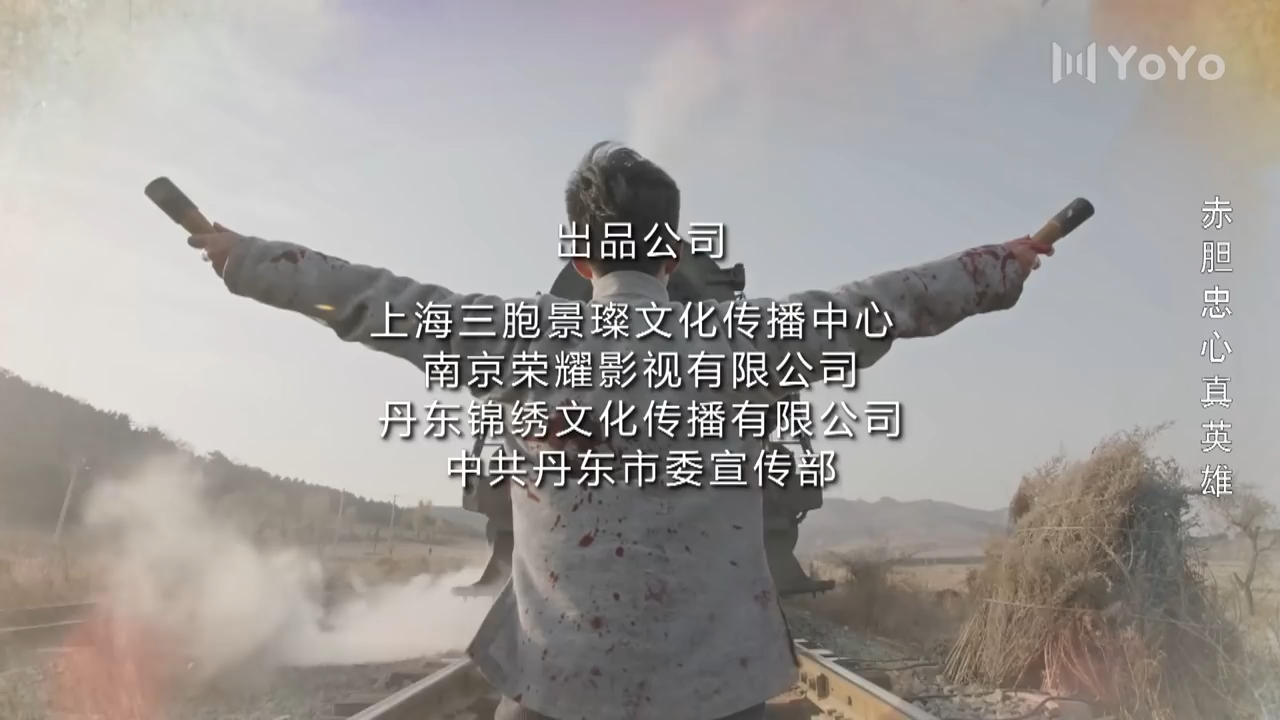 YoYo
出品公司
上海三胞景璨文化传播中心
南京荣耀影视有限公司
丹东锦绣文化传播有限公司
中共丹东市委宣传部
赤胆忠心真英雄